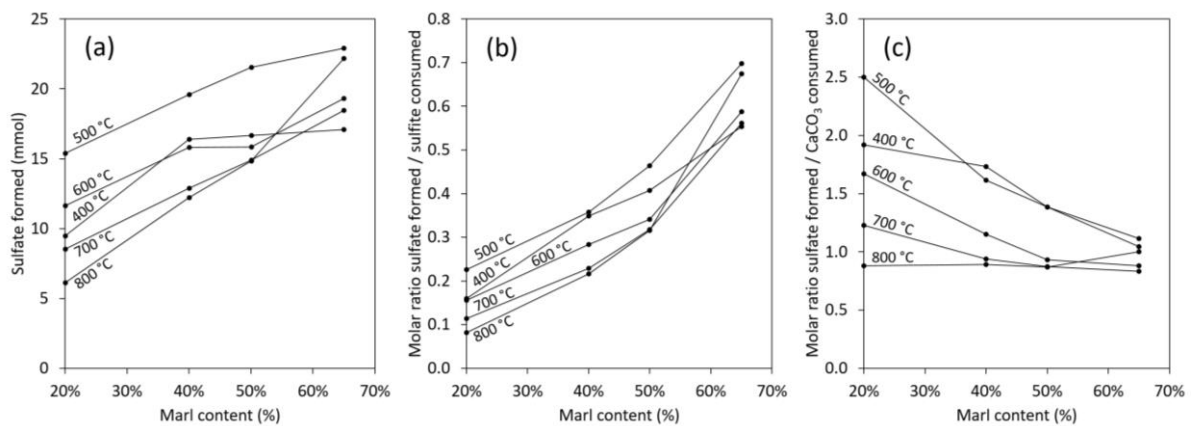 (a)
Sulfate formed (mmol)
25
20
15
10
5
0
500 °C
600 °C
400 °C
700 °C
800 °C
20% 30% 40% 50% 60% 70%
Marl content (%)
(b)
Molar ratio sulfate formed / sulfite consumed
0.8
0.7
0.6
0.5
0.4
0.3
0.2
0.1
0.0
500 °C
400 °C
600 °C
700 °C
800 °C
20% 30% 40% 50% 60% 70%
Marl content (%)
(c)
Molar ratio sulfate formed / CaCO₃ consumed
3.0
2.5
2.0
1.5
1.0
0.5
0.0
500 °C
400 °C
600 °C
700 °C
800 °C
20% 30% 40% 50% 60% 70%
Marl content (%)